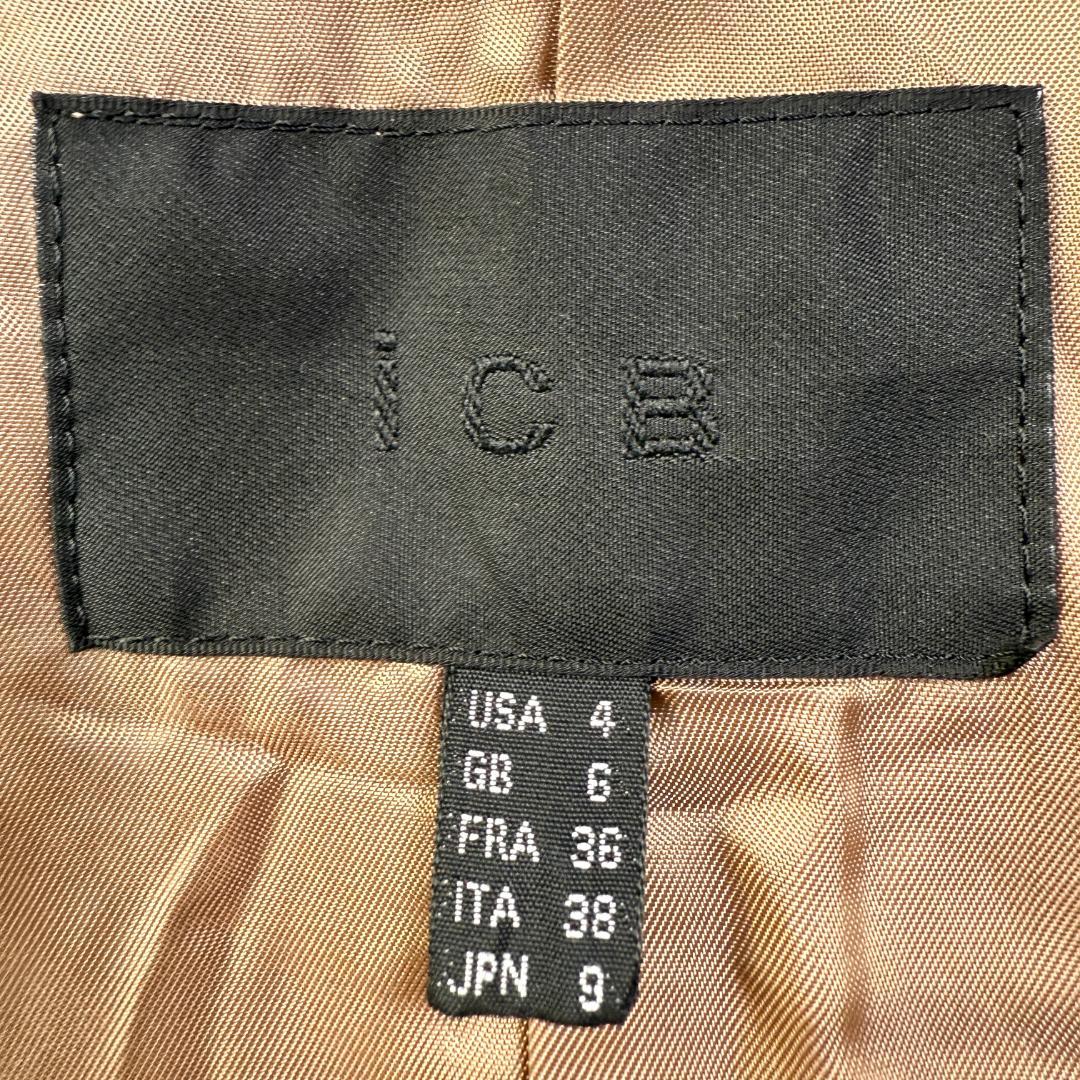 iCB
USA 4
GB 6
FRA 36
ITA 38
JPN 9